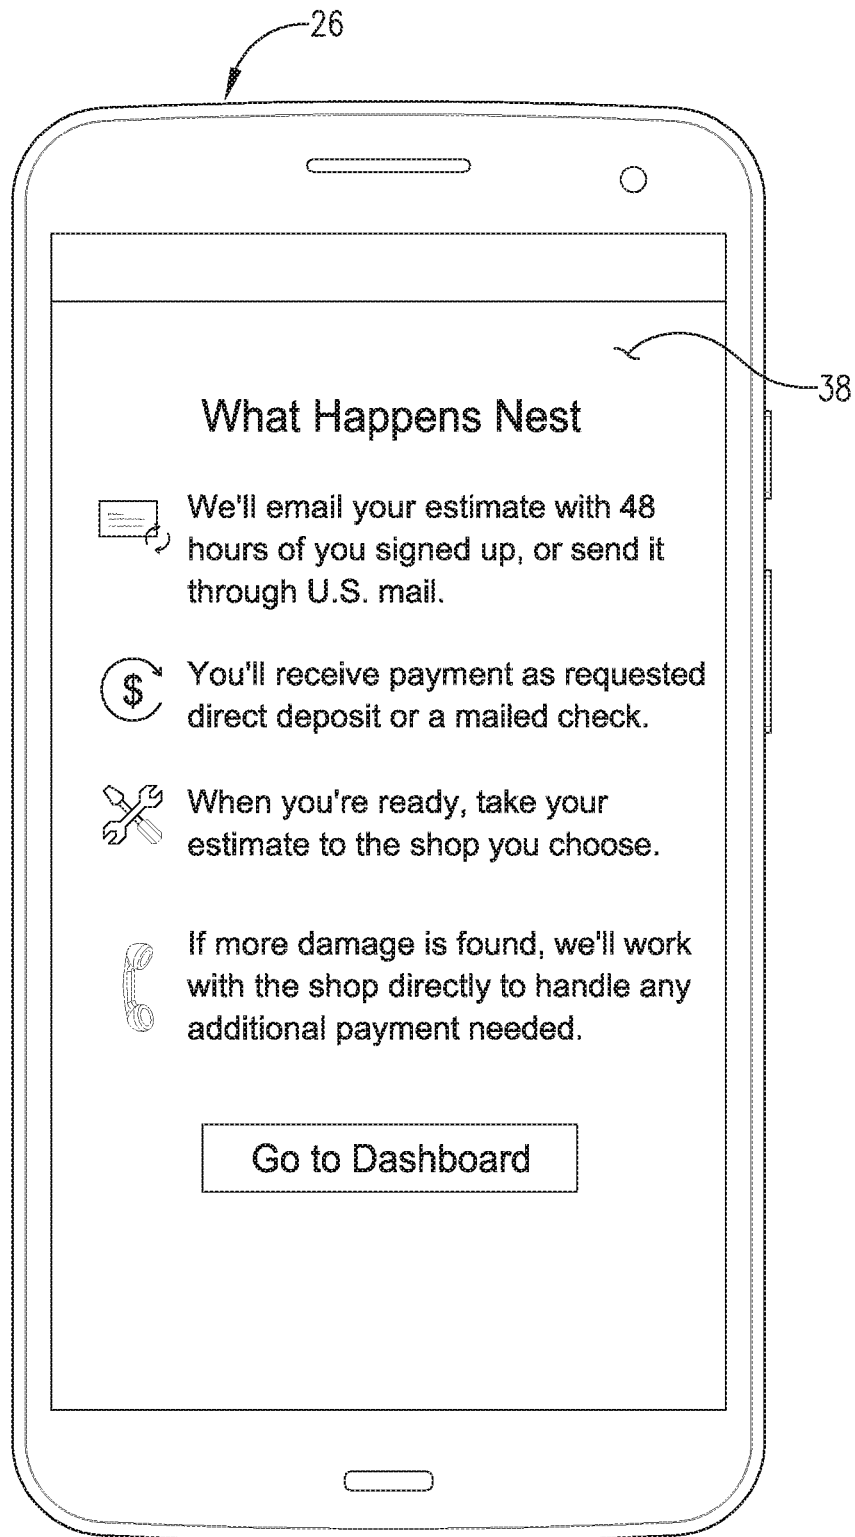 26
38
What Happens Nest
We'll email your estimate with 48
hours of you signed up, or send it
through U.S. mail.
$
You'll receive payment as requested
direct deposit or a mailed check.
When you're ready, take your
estimate to the shop you choose.
If more damage is found, we'll work
with the shop directly to handle any
additional payment needed.
Go to Dashboard